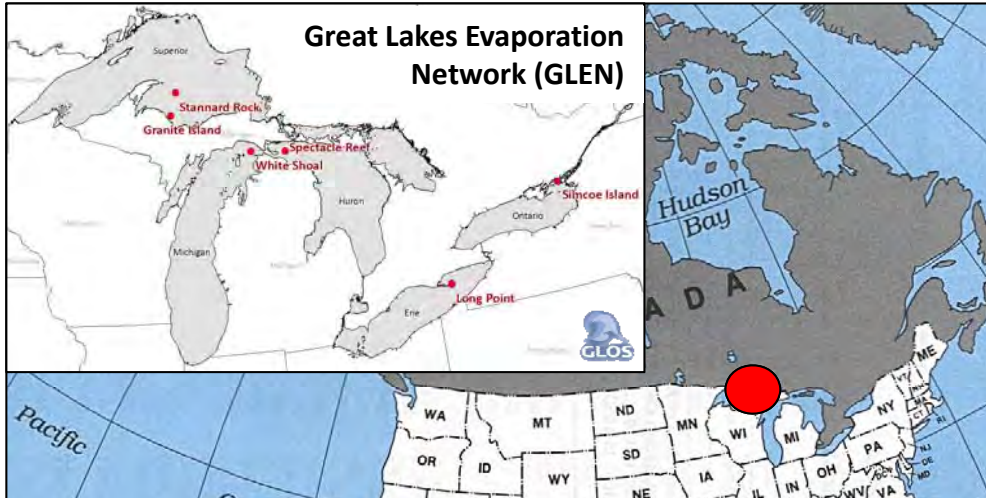 Great Lakes Evaporation
Network (GLEN)
Superior
Stannard Rock
Granite Island
Spectacle Reef
White Shoal
Simcoe Island
Huron
Ontario
Michigan
Long Point
Erie
GLOS
Hudson
Bay
ADA
Pacific
WA
MT
ND
MN
OR
ID
SD
WI
MI
NY
VT
NH
ME
MA
CT
RI
WY
IA
PA
NJ
NE
IL
IN
OH
DE
MD
WV
VA